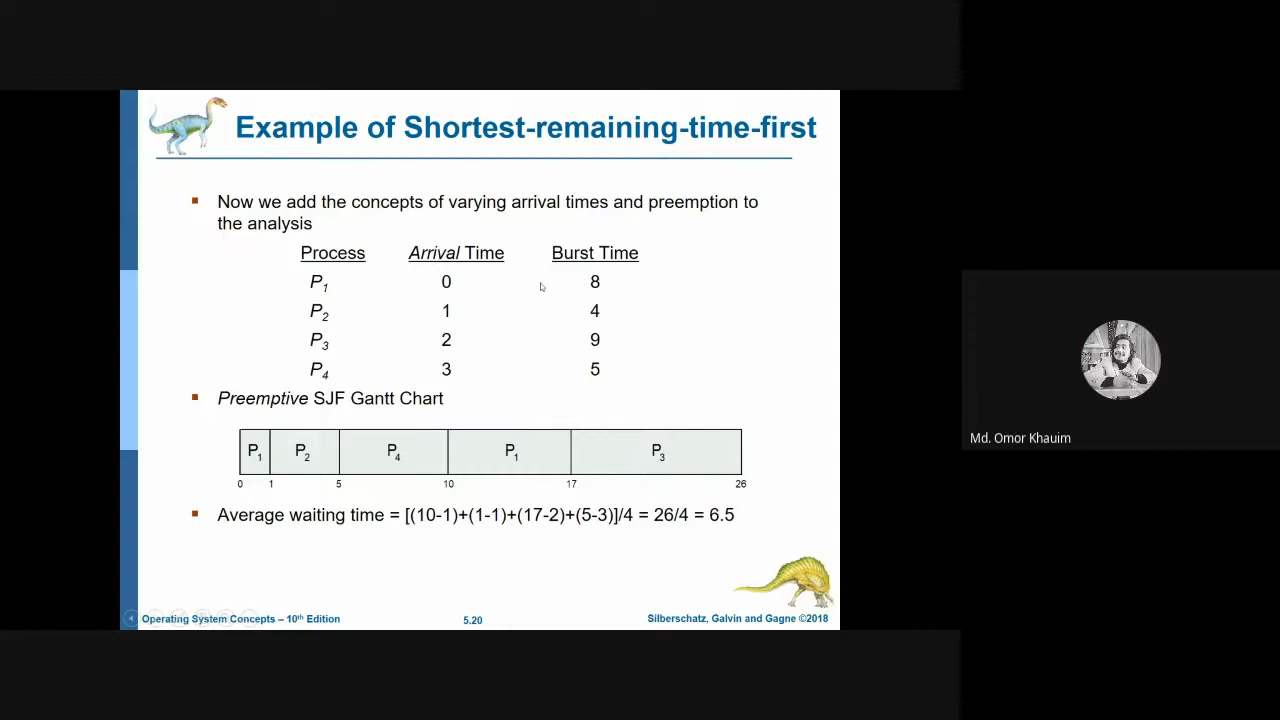 Example of Shortest-remaining-time-first
▪ Now we add the concepts of varying arrival times and preemption to
the analysis
Process Arrival Time Burst Time
P1 0 8
P2 1 4
P3 2 9
P4 3 5
▪ Preemptive SJF Gantt Chart
P1 P2 P4 P1 P3
0 1 5 10 17 26
▪ Average waiting time = [(10-1)+(1-1)+(17-2)+(5-3)]/4 = 26/4 = 6.5
Operating System Concepts – 10th Edition 5.20 Silberschatz, Galvin and Gagne ©2018
Md. Omor Khauim